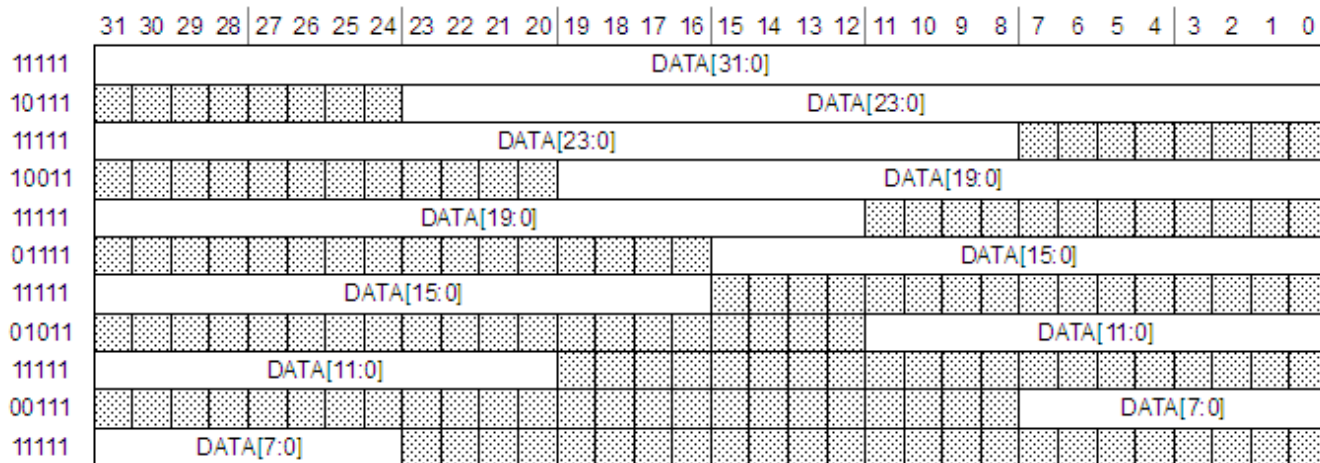 31 30 29 28 27 26 25 24 23 22 21 20 19 18 17 16 15 14 13 12 11 10 9 8 7 6 5 4 3 2 1 0
11111 DATA[31:0]
10111 DATA[23:0]
11111 DATA[23:0]
10011 DATA[19:0]
11111 DATA[19:0]
01111 DATA[15:0]
11111 DATA[15:0]
01011 DATA[11:0]
11111 DATA[11:0]
00111 DATA[7:0]
11111 DATA[7:0]